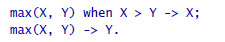 max(X, Y) when X > Y -> X;
max(X, Y) -> Y.